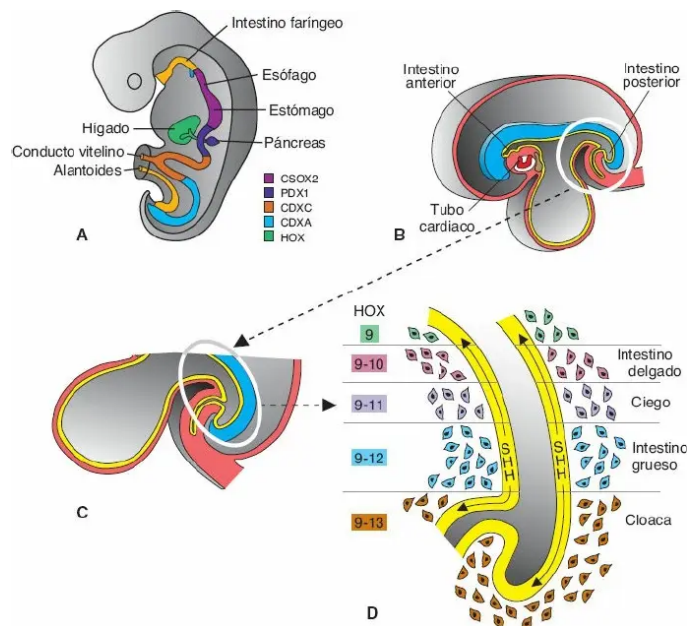 Intestino faríngeo
Esófago
Estómago
Hígado
Páncreas
Conducto vitelino
Alantoides
CSOX2
PDX1
CDXC
CDXA
HOX
A
Intestino
anterior
Intestino
posterior
Tubo
cardiaco
B
C
HOX
9
9-10
Intestino
delgado
9-11
Ciego
9-12
Intestino
grueso
SHH
SHH
9-13
Cloaca
D